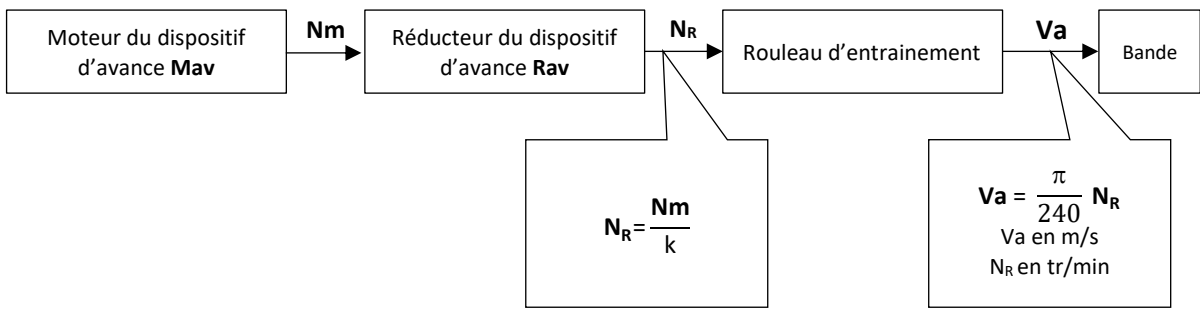 Moteur du dispositif
d'avance Mav
Nm
Réducteur du dispositif
d'avance Rav
NR
Rouleau d'entrainement
Va
Bande
NR= Nm/k
Va = π/240 NR
Va en m/s
NR en tr/min